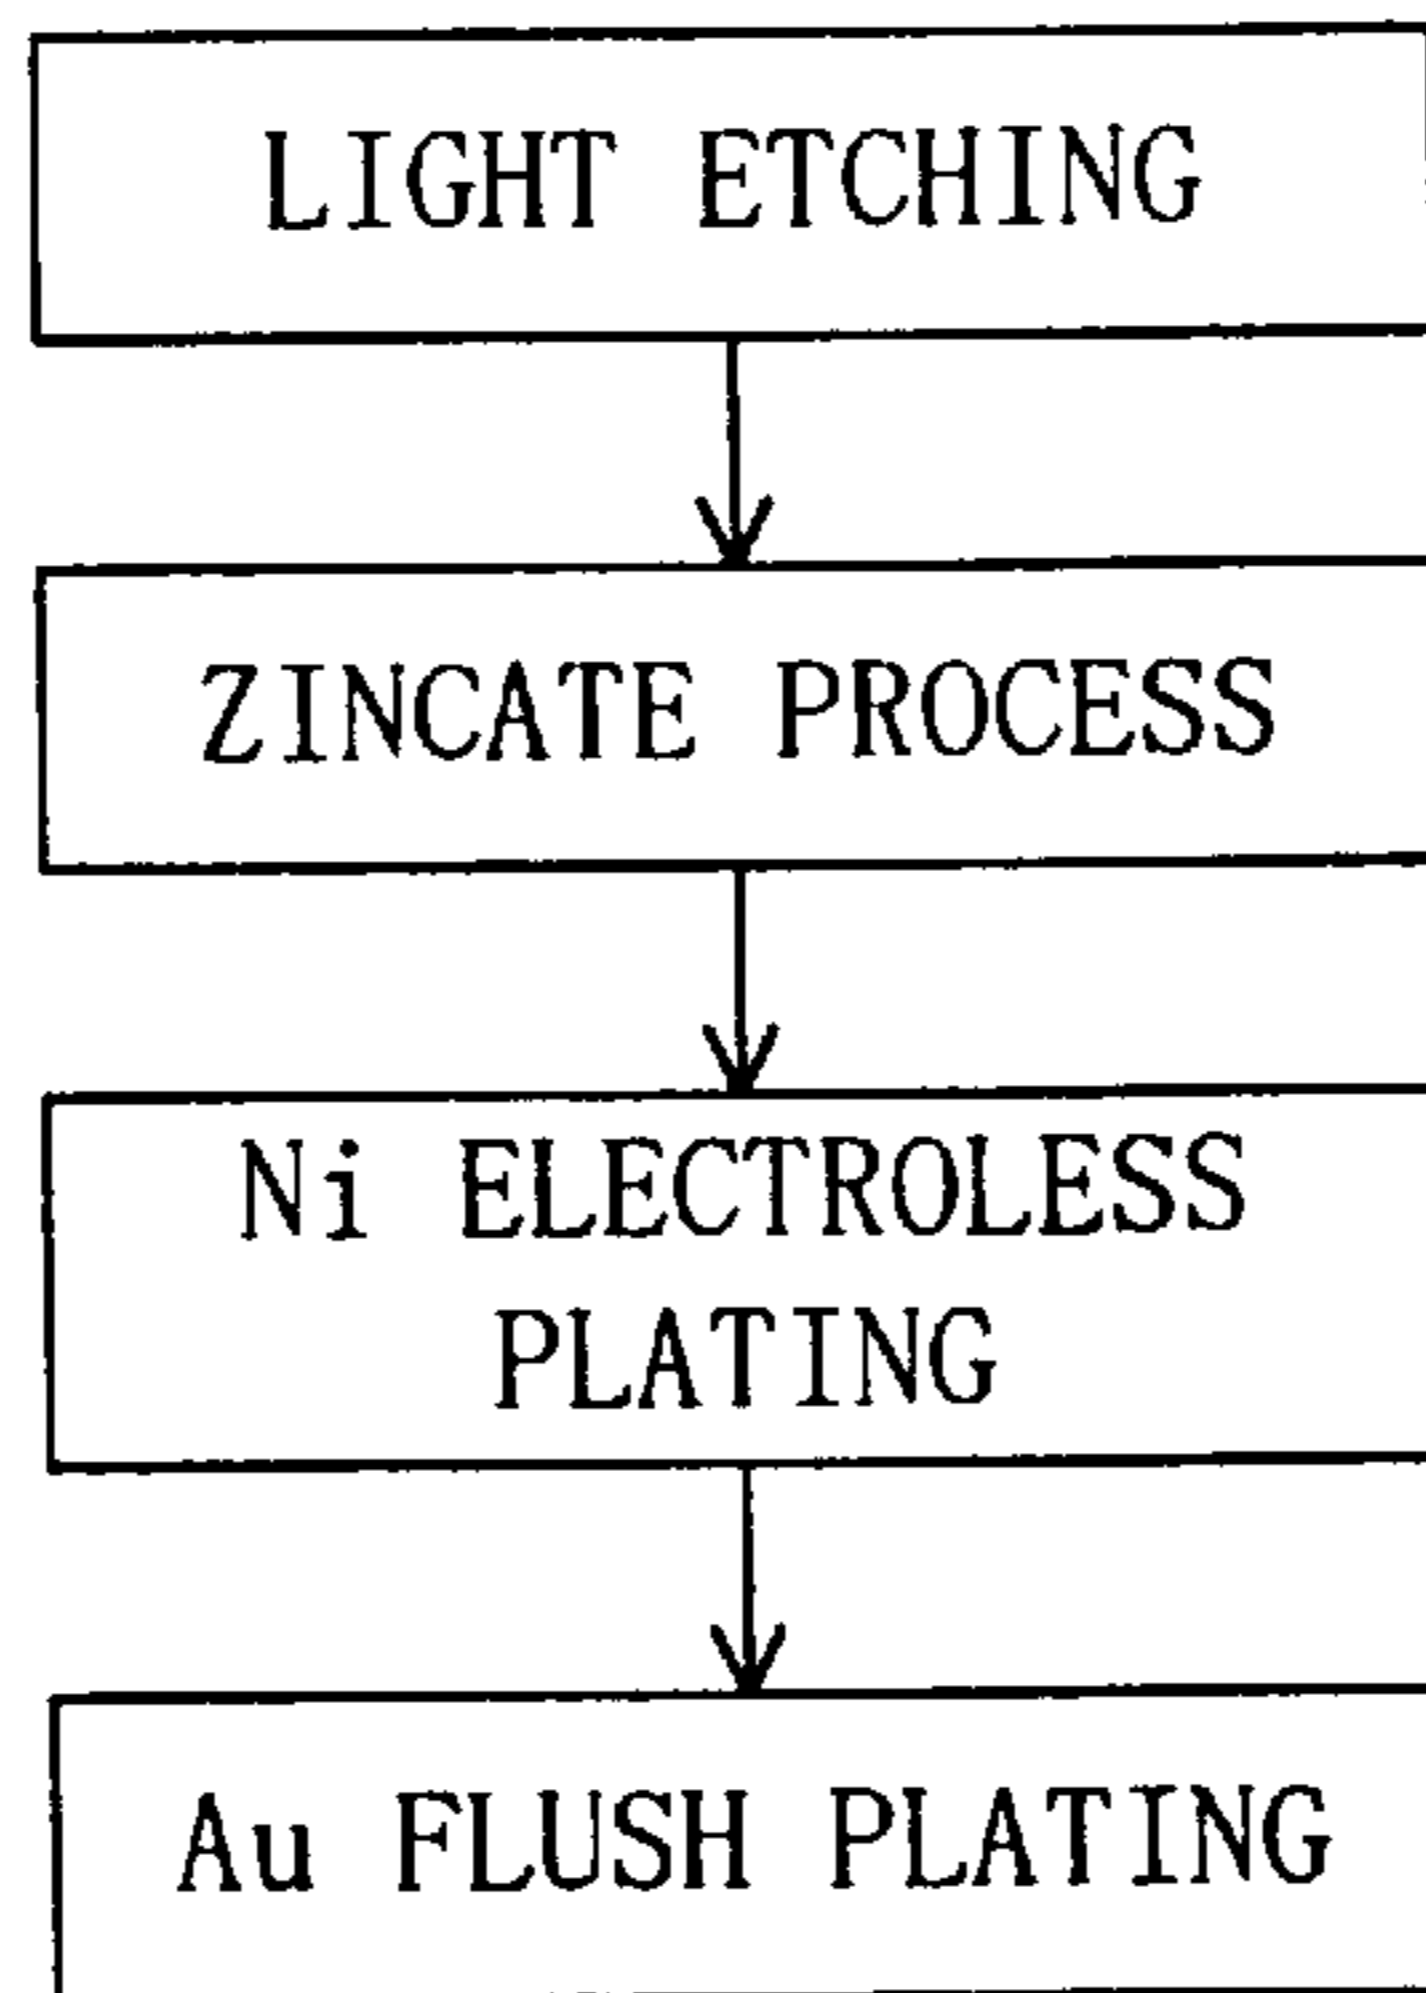 LIGHT ETCHING
ZINCATE PROCESS
Ni ELECTROLESS
PLATING
Au FLUSH PLATING